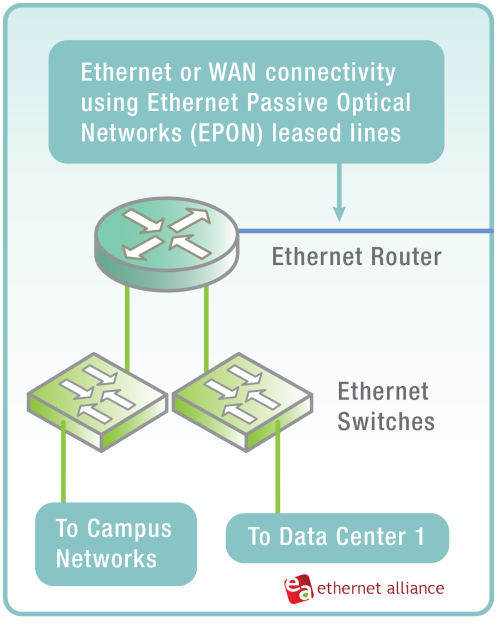 Ethernet or WAN connectivity
using Ethernet Passive Optical
Networks (EPON) leased lines
Ethernet Router
Ethernet
Switches
To Campus
Networks
To Data Center 1
ea ethernet alliance